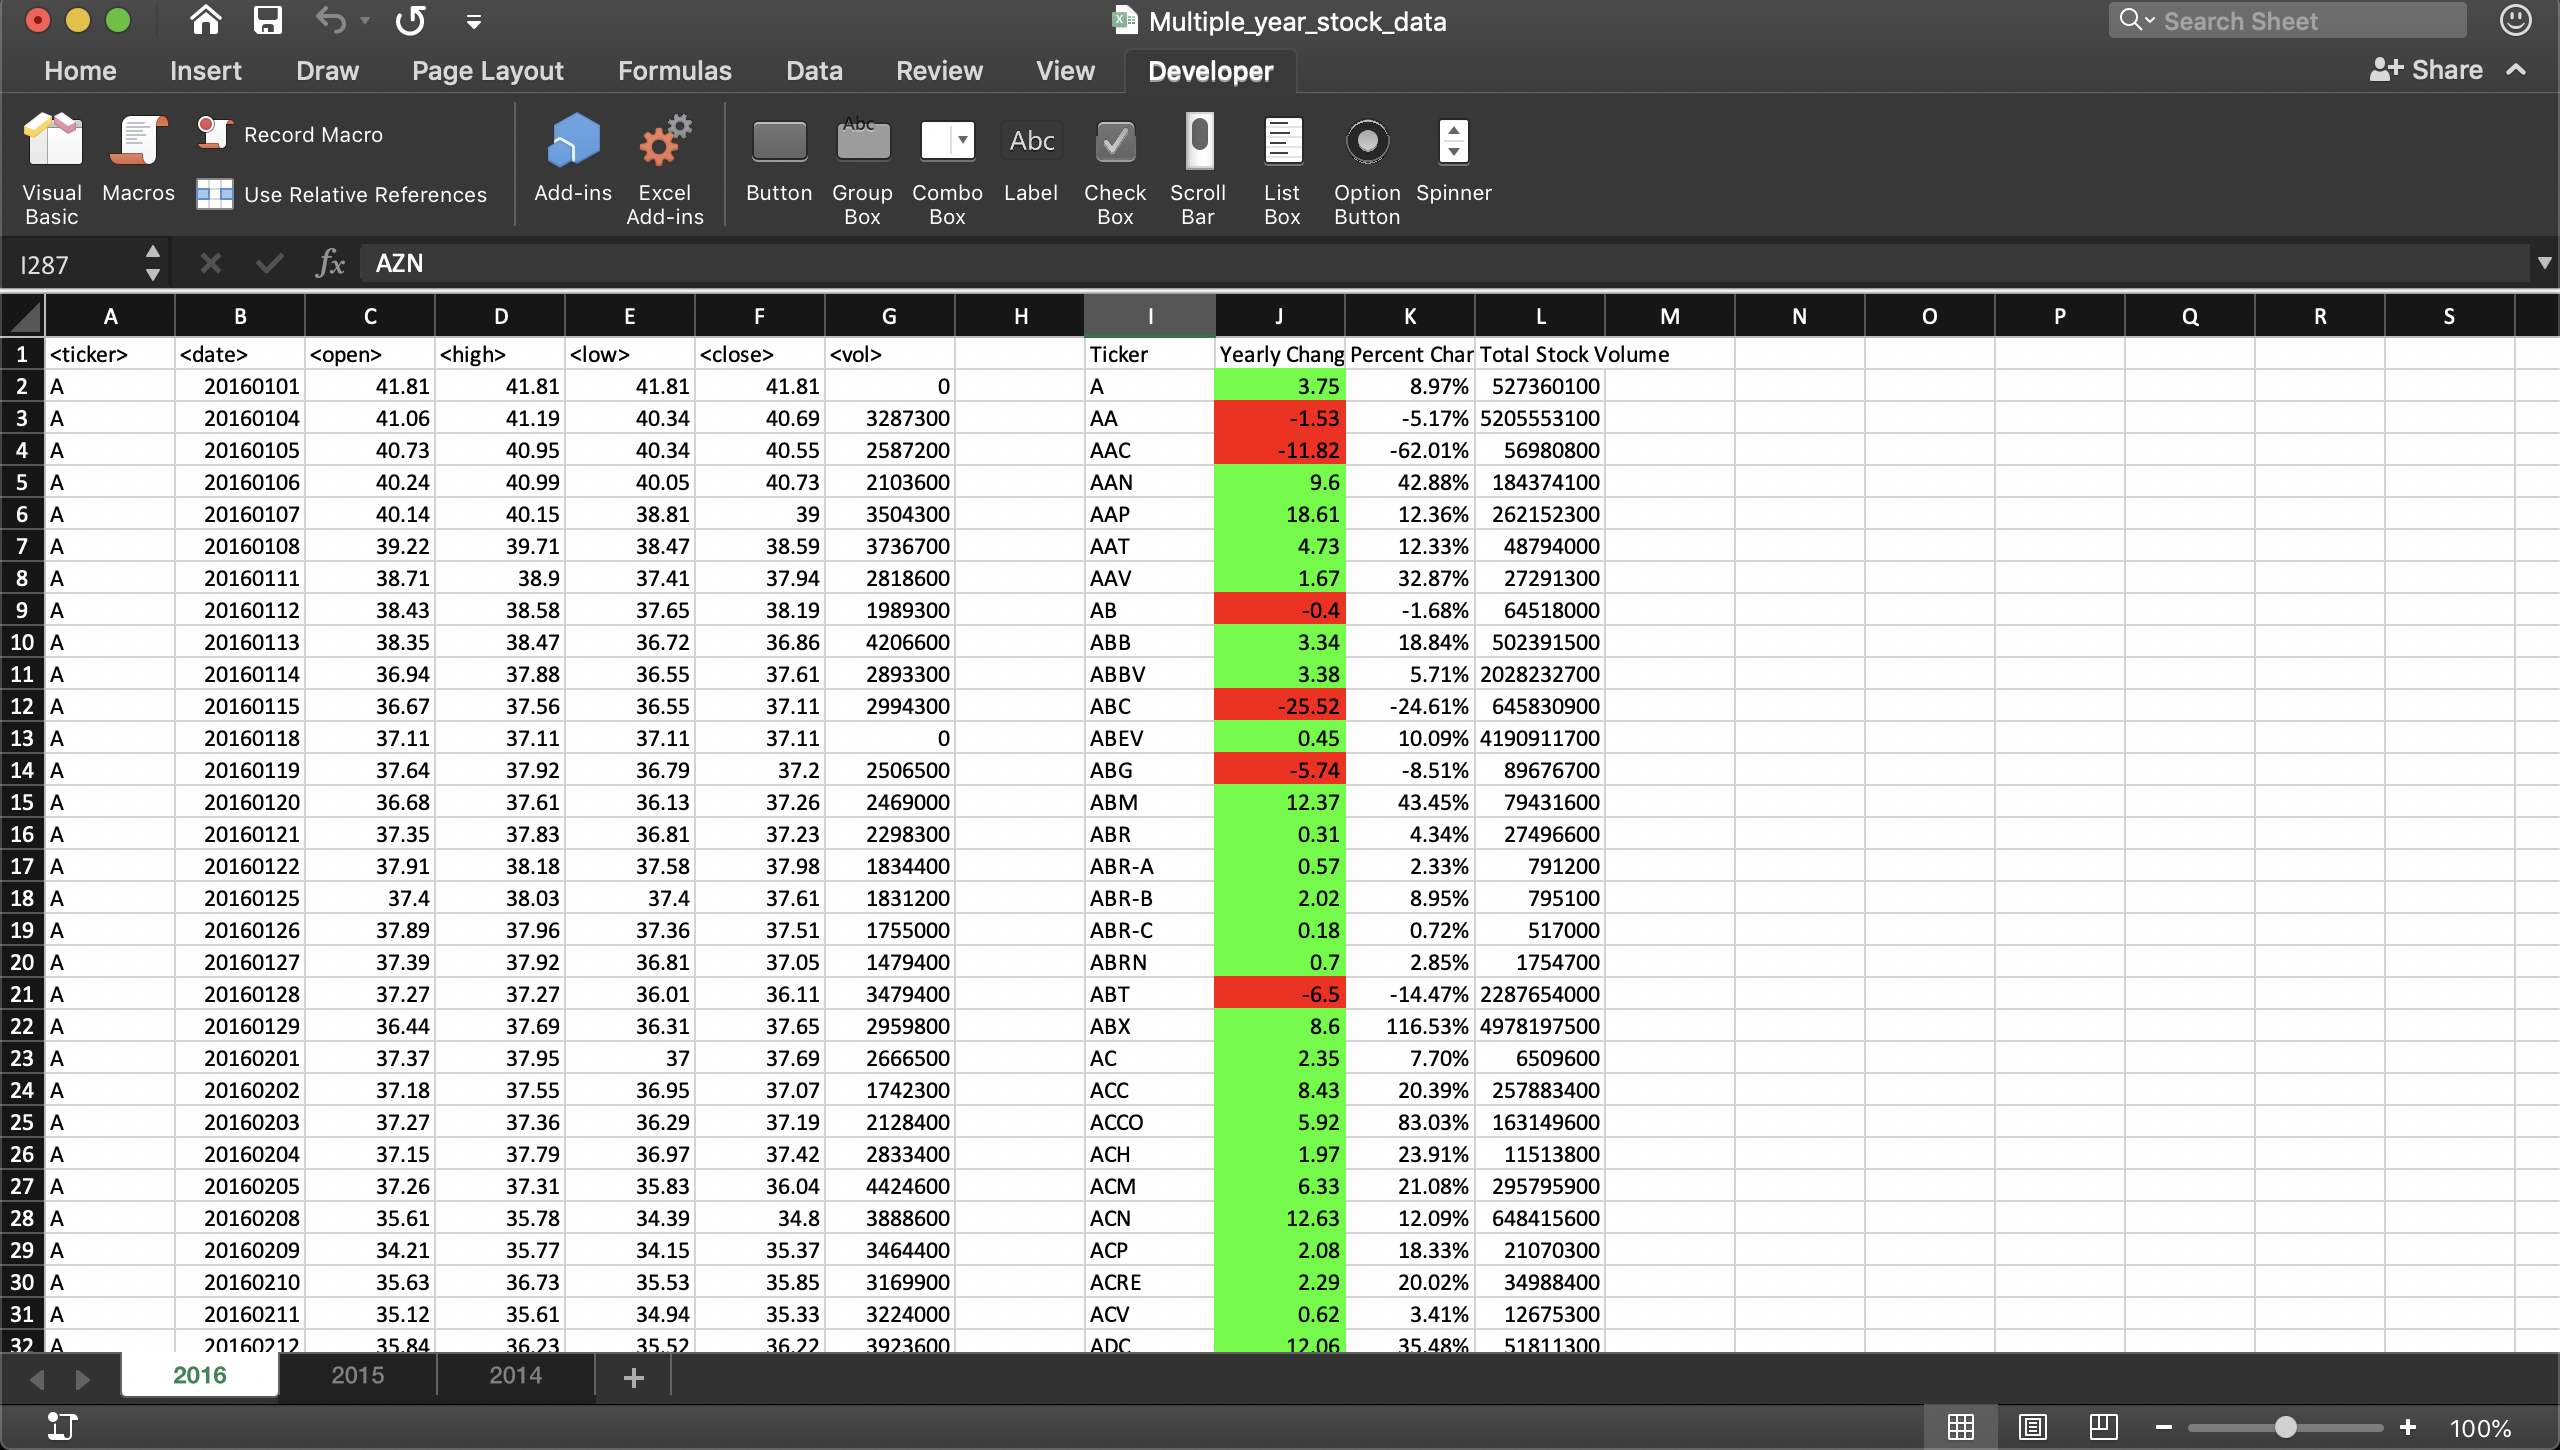 Multiple_year_stock_data
Search Sheet
Home Insert Draw Page Layout Formulas Data Review View Developer Share
Visual Basic Macros Record Macro Use Relative References Add-ins Excel Add-ins Abc Abc Button Group Box Combo Box Label Check Box Scroll Bar List Box Option Button Spinner
I287 fx AZN
A B C D E F G H I J K L M N O P Q R S
1 <ticker> <date> <open> <high> <low> <close> <vol> Ticker Yearly Chang Percent Char Total Stock Volume
2 A 20160101 41.81 41.81 41.81 41.81 0 A 3.75 8.97% 527360100
3 A 20160104 41.06 41.19 40.34 40.69 3287300 AA -1.53 -5.17% 5205553100
4 A 20160105 40.73 40.95 40.34 40.55 2587200 AAC -11.82 -62.01% 56980800
5 A 20160106 40.24 40.99 40.05 40.73 2103600 AAN 9.6 42.88% 184374100
6 A 20160107 40.14 40.15 38.81 39 3504300 AAP 18.61 12.36% 262152300
7 A 20160108 39.22 39.71 38.47 38.59 3736700 AAT 4.73 12.33% 48794000
8 A 20160111 38.71 38.9 37.41 37.94 2818600 AAV 1.67 32.87% 27291300
9 A 20160112 38.43 38.58 37.65 38.19 1989300 AB -0.4 -1.68% 64518000
10 A 20160113 38.35 38.47 36.72 36.86 4206600 ABB 3.34 18.84% 502391500
11 A 20160114 36.94 37.88 36.55 37.61 2893300 ABBV 3.38 5.71% 2028232700
12 A 20160115 36.67 37.56 36.55 37.11 2994300 ABC -25.52 -24.61% 645830900
13 A 20160118 37.11 37.11 37.11 37.11 0 ABEV 0.45 10.09% 4190911700
14 A 20160119 37.64 37.92 36.79 37.2 2506500 ABG -5.74 -8.51% 89676700
15 A 20160120 36.68 37.61 36.13 37.26 2469000 ABM 12.37 43.45% 79431600
16 A 20160121 37.35 37.83 36.81 37.23 2298300 ABR 0.31 4.34% 27496600
17 A 20160122 37.91 38.18 37.58 37.98 1834400 ABR-A 0.57 2.33% 791200
18 A 20160125 37.4 38.03 37.4 37.61 1831200 ABR-B 2.02 8.95% 795100
19 A 20160126 37.89 37.96 37.36 37.51 1755000 ABR-C 0.18 0.72% 517000
20 A 20160127 37.39 37.92 36.81 37.05 1479400 ABRN 0.7 2.85% 1754700
21 A 20160128 37.27 37.27 36.01 36.11 3479400 ABT -6.5 -14.47% 2287654000
22 A 20160129 36.44 37.69 36.31 37.65 2959800 ABX 8.6 116.53% 4978197500
23 A 20160201 37.37 37.95 37 37.69 2666500 AC 2.35 7.70% 6509600
24 A 20160202 37.18 37.55 36.95 37.07 1742300 ACC 8.43 20.39% 257883400
25 A 20160203 37.27 37.36 36.29 37.19 2128400 ACCO 5.92 83.03% 163149600
26 A 20160204 37.15 37.79 36.97 37.42 2833400 ACH 1.97 23.91% 11513800
27 A 20160205 37.26 37.31 35.83 36.04 4424600 ACM 6.33 21.08% 295795900
28 A 20160208 35.61 35.78 34.39 34.8 3888600 ACN 12.63 12.09% 648415600
29 A 20160209 34.21 35.77 34.15 35.37 3464400 ACP 2.08 18.33% 21070300
30 A 20160210 35.63 36.73 35.53 35.85 3169900 ACRE 2.29 20.02% 34988400
31 A 20160211 35.12 35.61 34.94 35.33 3224000 ACV 0.62 3.41% 12675300
32 A 20160212 35.84 36.23 35.52 36.22 3923600 ADC 12.06 35.48% 51811300
2016 2015 2014 +
100%